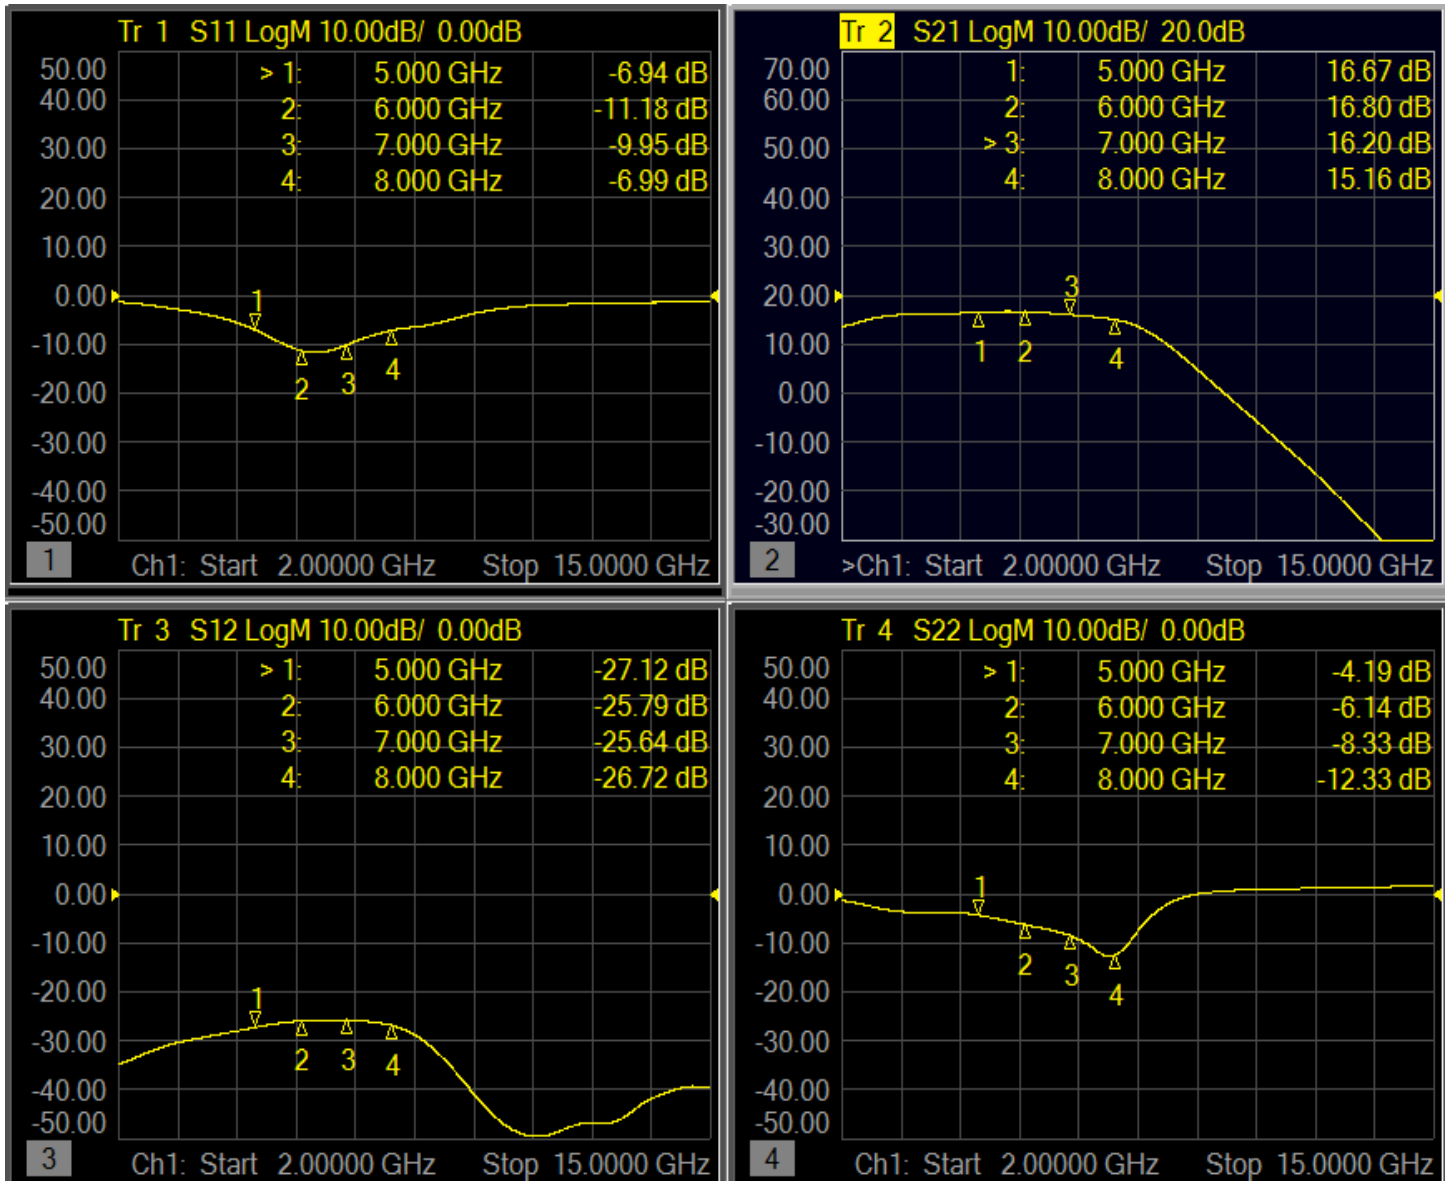 Tr 1 S11 LogM 10.00dB/ 0.00dB
50.00
40.00
30.00
20.00
10.00
0.00
-10.00
-20.00
-30.00
-40.00
-50.00
> 1: 5.000 GHz -6.94 dB
2: 6.000 GHz -11.18 dB
3: 7.000 GHz -9.95 dB
4: 8.000 GHz -6.99 dB
1
2
3
4
1
Ch1: Start 2.00000 GHz Stop 15.0000 GHz
Tr 2 S21 LogM 10.00dB/ 20.0dB
70.00
60.00
50.00
40.00
30.00
20.00
10.00
0.00
-10.00
-20.00
-30.00
1: 5.000 GHz 16.67 dB
2: 6.000 GHz 16.80 dB
> 3: 7.000 GHz 16.20 dB
4: 8.000 GHz 15.16 dB
1
2
3
4
2
>Ch1: Start 2.00000 GHz Stop 15.0000 GHz
Tr 3 S12 LogM 10.00dB/ 0.00dB
50.00
40.00
30.00
20.00
10.00
0.00
-10.00
-20.00
-30.00
-40.00
-50.00
> 1: 5.000 GHz -27.12 dB
2: 6.000 GHz -25.79 dB
3: 7.000 GHz -25.64 dB
4: 8.000 GHz -26.72 dB
1
2
3
4
3
Ch1: Start 2.00000 GHz Stop 15.0000 GHz
Tr 4 S22 LogM 10.00dB/ 0.00dB
50.00
40.00
30.00
20.00
10.00
0.00
-10.00
-20.00
-30.00
-40.00
-50.00
> 1: 5.000 GHz -4.19 dB
2: 6.000 GHz -6.14 dB
3: 7.000 GHz -8.33 dB
4: 8.000 GHz -12.33 dB
1
2
3
4
4
Ch1: Start 2.00000 GHz Stop 15.0000 GHz